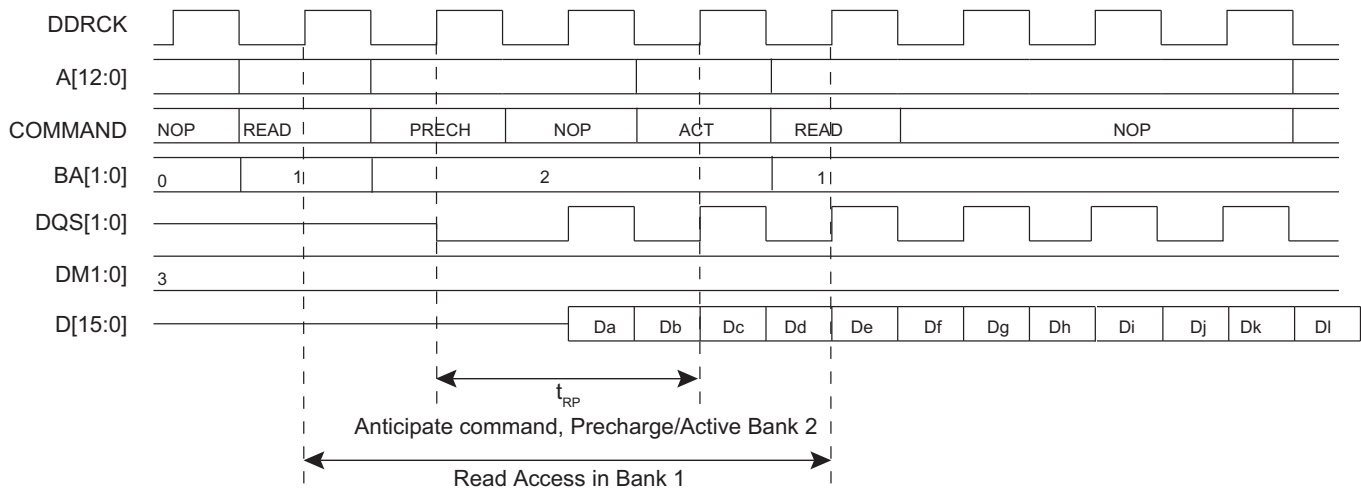 DDRCK
A[12:0]
COMMAND NOP READ PRECH NOP ACT READ NOP
BA[1:0] 0 1 2 1
DQS[1:0]
DM1:0] 3
D[15:0] Da Db Dc Dd De Df Dg Dh Di Dj Dk Dl
tRP
Anticipate command, Precharge/Active Bank 2
Read Access in Bank 1